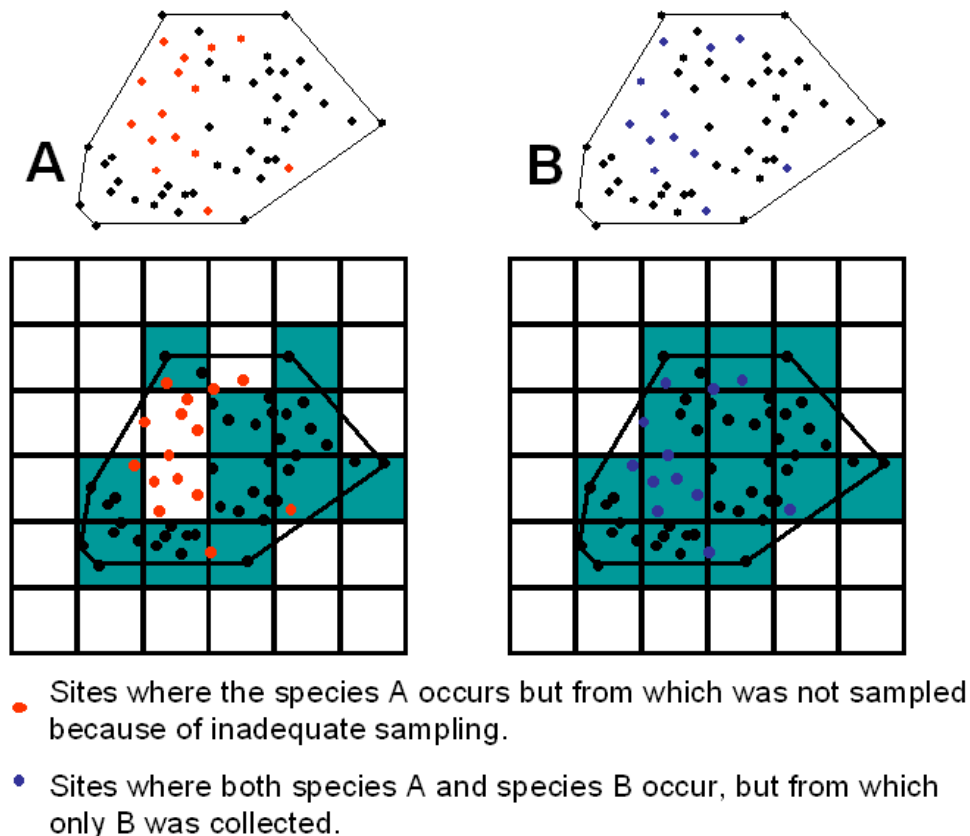 A
B
Sites where the species A occurs but from which was not sampled
because of inadequate sampling.
Sites where both species A and species B occur, but from which
only B was collected.